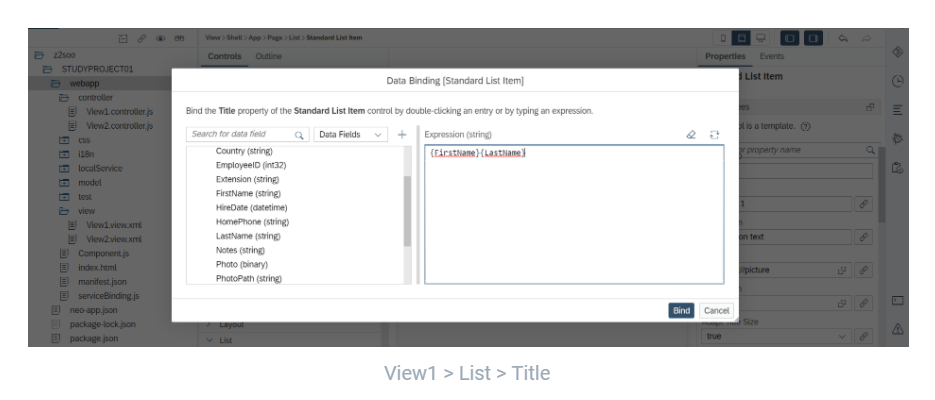 View > Shell > App > Page > List > Standard List Item
z2soo
STUDYPROJECT01
webapp
controller
View1.controller.js
View2.controller.js
css
i18n
localService
model
test
view
View1.view.xml
View2.view.xml
Component.js
index.html
manifest.json
serviceBinding.js
neo-app.json
package-lock.json
package.json
Controls Outline
Layout
List
Data Binding [Standard List Item]
Bind the Title property of the Standard List Item control by double-clicking an entry or by typing an expression.
Search for data field
Data Fields
Country (string)
EmployeeID (int32)
Extension (string)
FirstName (string)
HireDate (datetime)
HomePhone (string)
LastName (string)
Notes (string)
Photo (binary)
PhotoPath (string)
Expression (string)
{FirstName}{LastName}
Bind Cancel
Properties Events
List Item
is a template.
property name
1
on text
picture
Size
true
View1 > List > Title